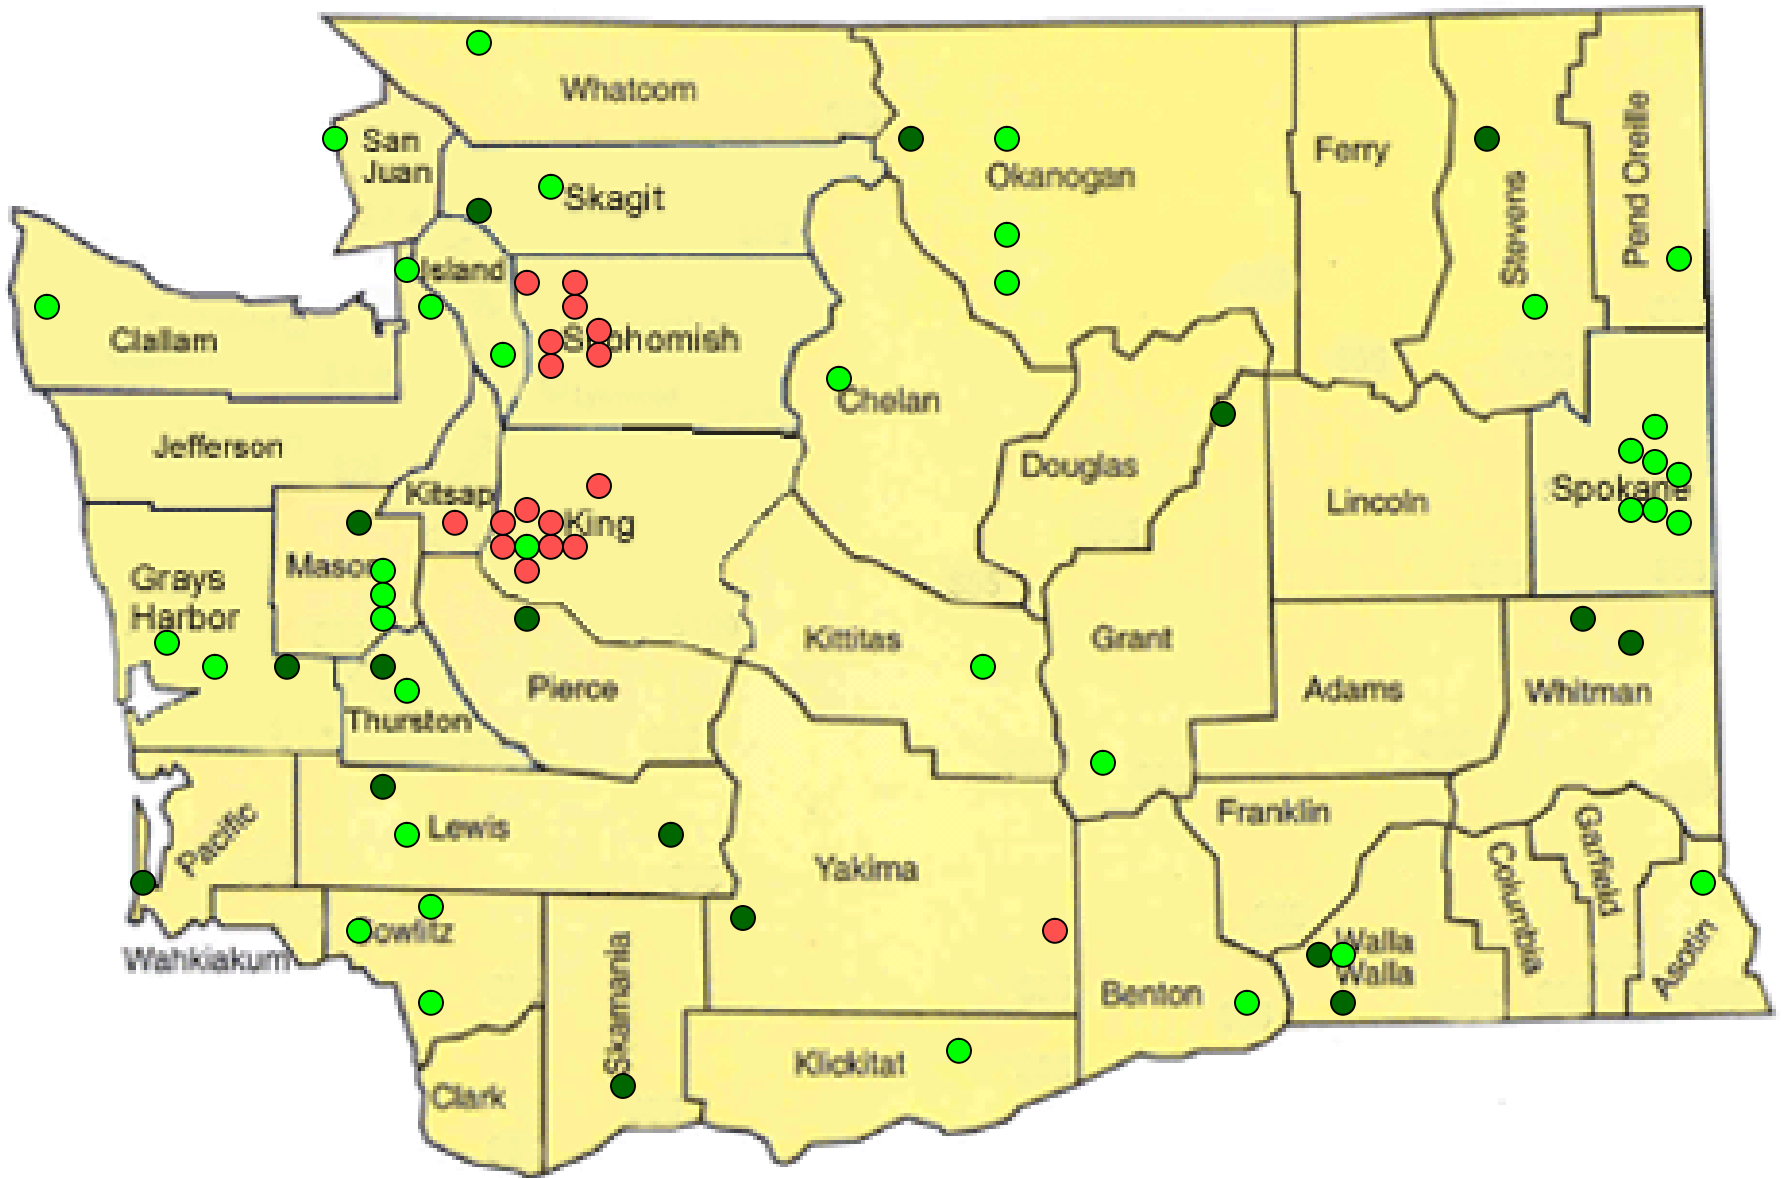 Whatcom
San
Juan
Skagit
Okanogan
Ferry
Stevens
Pend Oreille
Island
Clallam
Snohomish
Chelan
Jefferson
Kitsap
King
Douglas
Lincoln
Spokane
Grays
Harbor
Mason
Kittitas
Grant
Adams
Whitman
Pierce
Thurston
Pacific
Lewis
Yakima
Franklin
Garfield
Columbia
Asotin
Walla
Walla
Cowlitz
Wahkiakum
Skamania
Benton
Klickitat
Clark